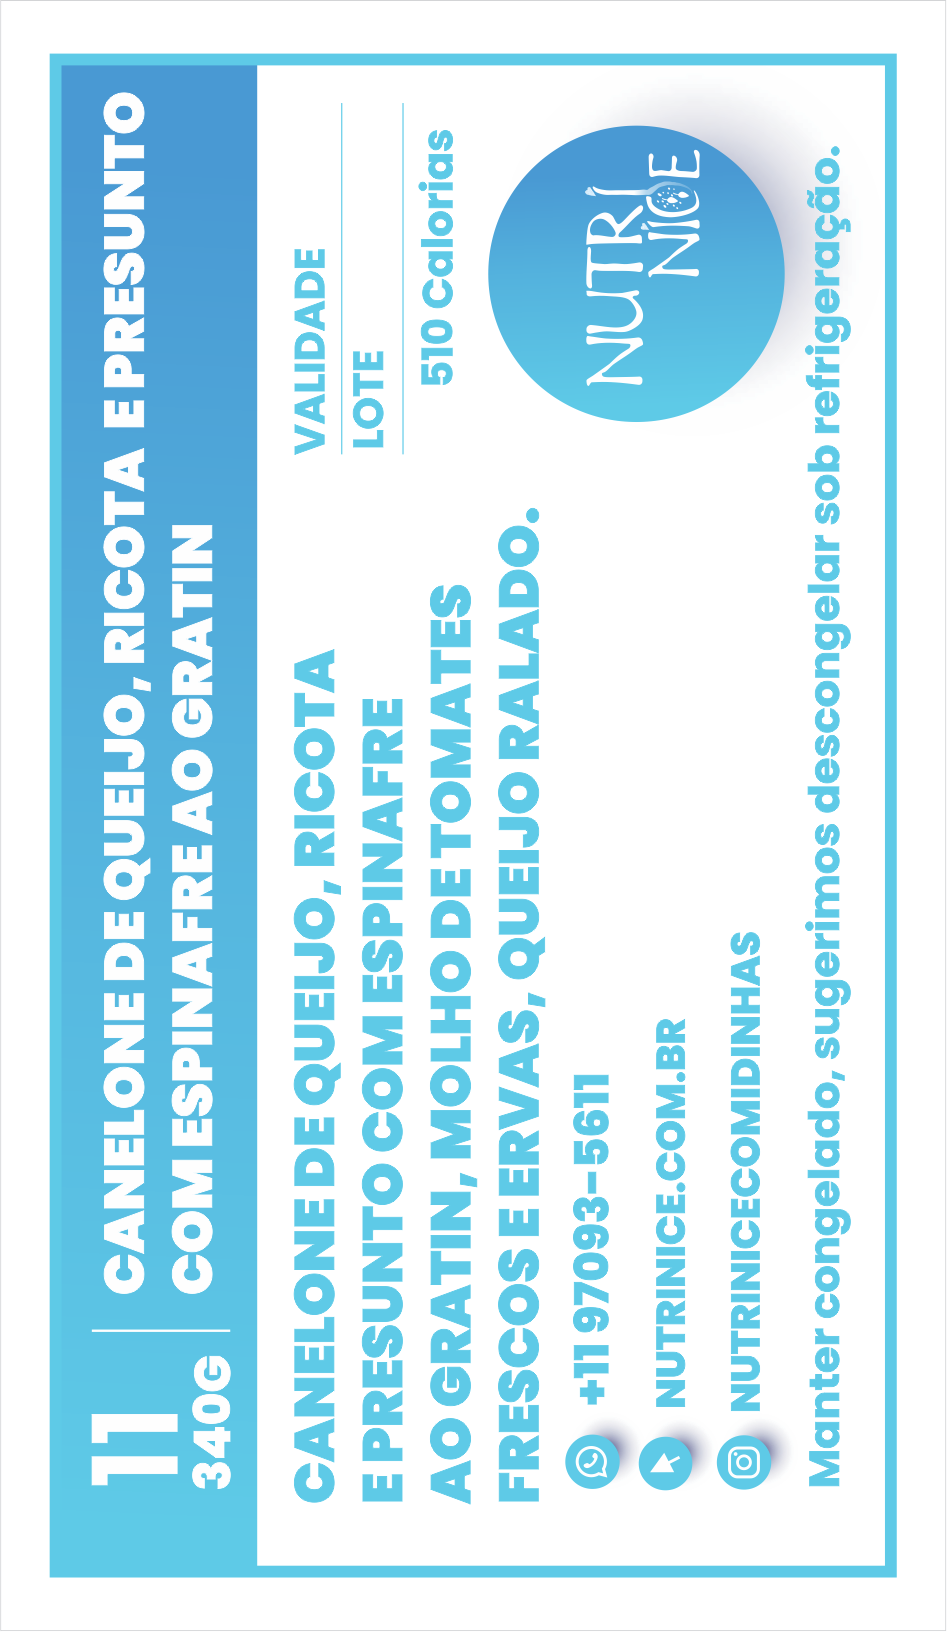 11
340G
CANELONE DE QUEIJO, RICOTA E PRESUNTO
COM ESPINAFRE AO GRATIN
CANELONE DE QUEIJO, RICOTA
E PRESUNTO COM ESPINAFRE
AO GRATIN, MOLHO DE TOMATES
FRESCOS E ERVAS, QUEIJO RALADO.
VALIDADE
LOTE
510 Calorias
NUTRI
NICE
+11 97093-5611
NUTRINICE.COM.BR
NUTRINICECOMIDINHAS
Manter congelado, sugerimos descongelar sob refrigeração.